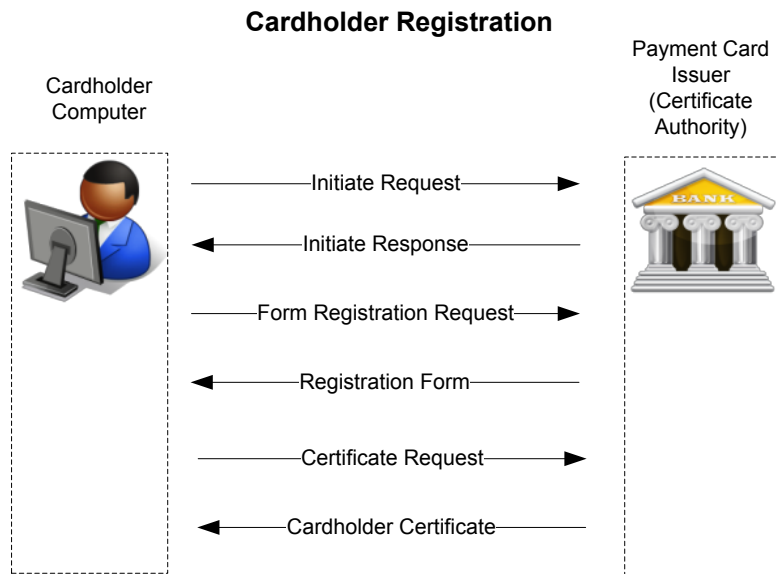 Cardholder Registration
Cardholder
Computer
Payment Card
Issuer
(Certificate
Authority)
BANK
Initiate Request
Initiate Response
Form Registration Request
Registration Form
Certificate Request
Cardholder Certificate